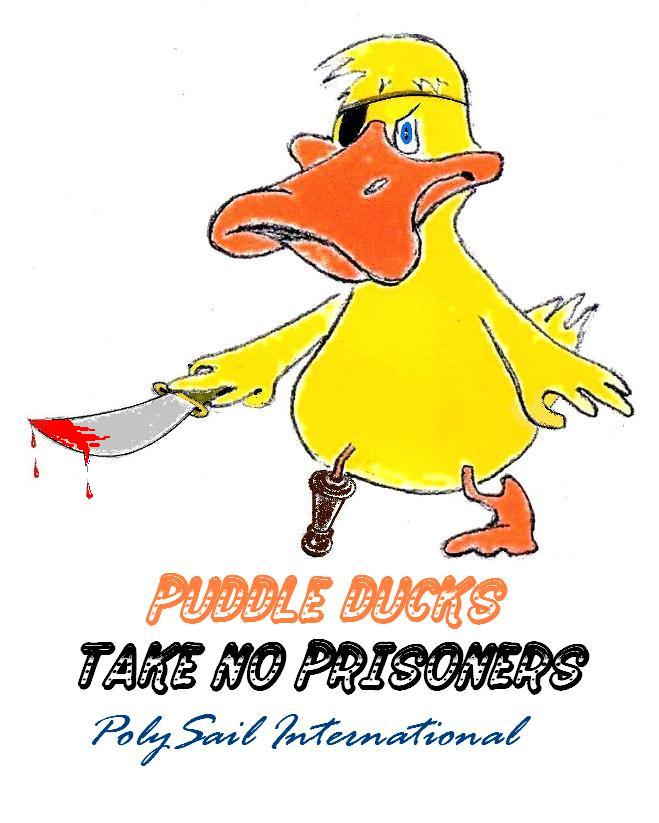 PUDDLE DUCKS
TAKE NO PRISONERS
PolySail International